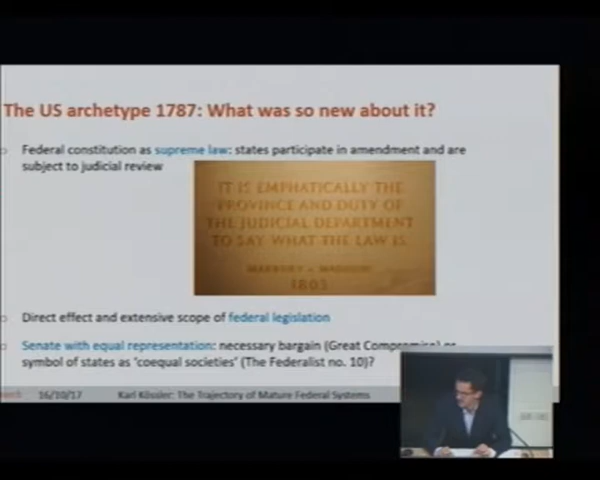 The US archetype 1787: What was so new about it?
Federal constitution as supreme law: states participate in amendment and are
subject to judicial review
IT IS EMPHATICALLY THE
PROVINCE AND DUTY OF
THE JUDICIAL DEPARTMENT
TO SAY WHAT THE LAW IS
MARBURY v. MADISON
1803
Direct effect and extensive scope of federal legislation
Senate with equal representation: necessary bargain (Great Compromise) or
symbol of states as 'coequal societies' (The Federalist no. 10)?
16/10/17 Karl Kössler: The Trajectory of Mature Federal Systems